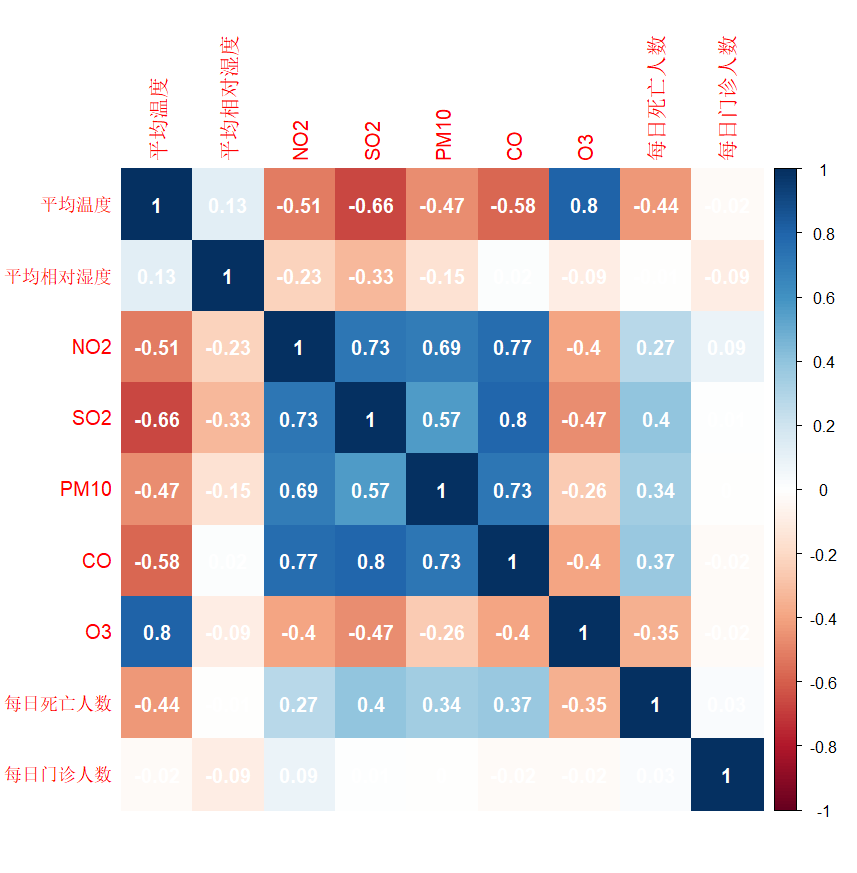 平均温度 平均相对湿度 NO2 SO2 PM10 CO O3 每日死亡人数 每日门诊人数
平均温度 1 0.13 -0.51 -0.66 -0.47 -0.58 0.8 -0.44 -0.02 1
平均相对湿度 0.13 1 -0.23 -0.33 -0.15 0.02 -0.09 -0.09 0.8
NO2 -0.51 -0.23 1 0.73 0.69 0.77 -0.4 0.27 0.09 0.6
SO2 -0.66 -0.33 0.73 1 0.57 0.8 -0.47 0.4 0.4
0.2
PM10 -0.47 -0.15 0.69 0.57 1 0.73 -0.26 0.34 0
CO -0.58 0.02 0.77 0.8 0.73 1 -0.4 0.37 -0.02 -0.2
O3 0.8 -0.09 -0.4 -0.47 -0.26 -0.4 1 -0.35 -0.02 -0.4
每日死亡人数 -0.44 0.27 0.4 0.34 0.37 -0.35 1 0.03 -0.6
每日门诊人数 -0.02 -0.09 0.09 -0.02 -0.02 0.03 1 -0.8
-1